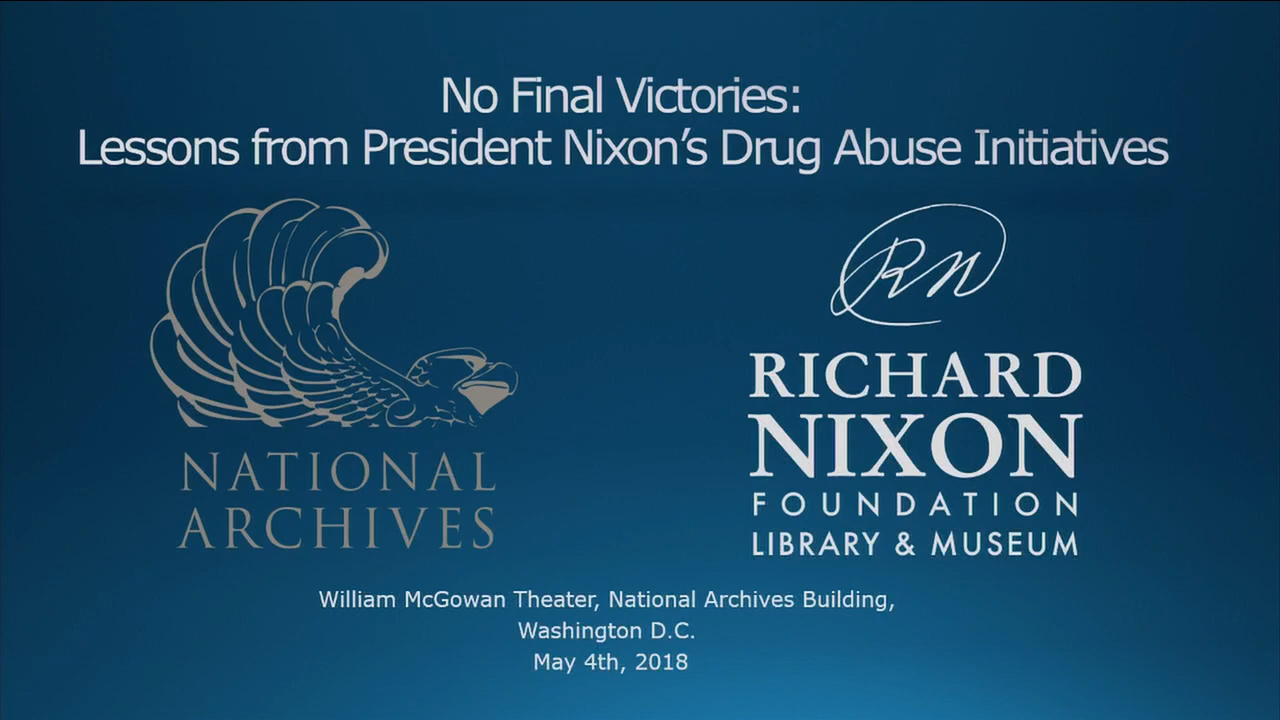 No Final Victories:
Lessons from President Nixon's Drug Abuse Initiatives
RN
NATIONAL
ARCHIVES
RICHARD
NIXON
FOUNDATION
LIBRARY & MUSEUM
William McGowan Theater, National Archives Building,
Washington D.C.
May 4th, 2018